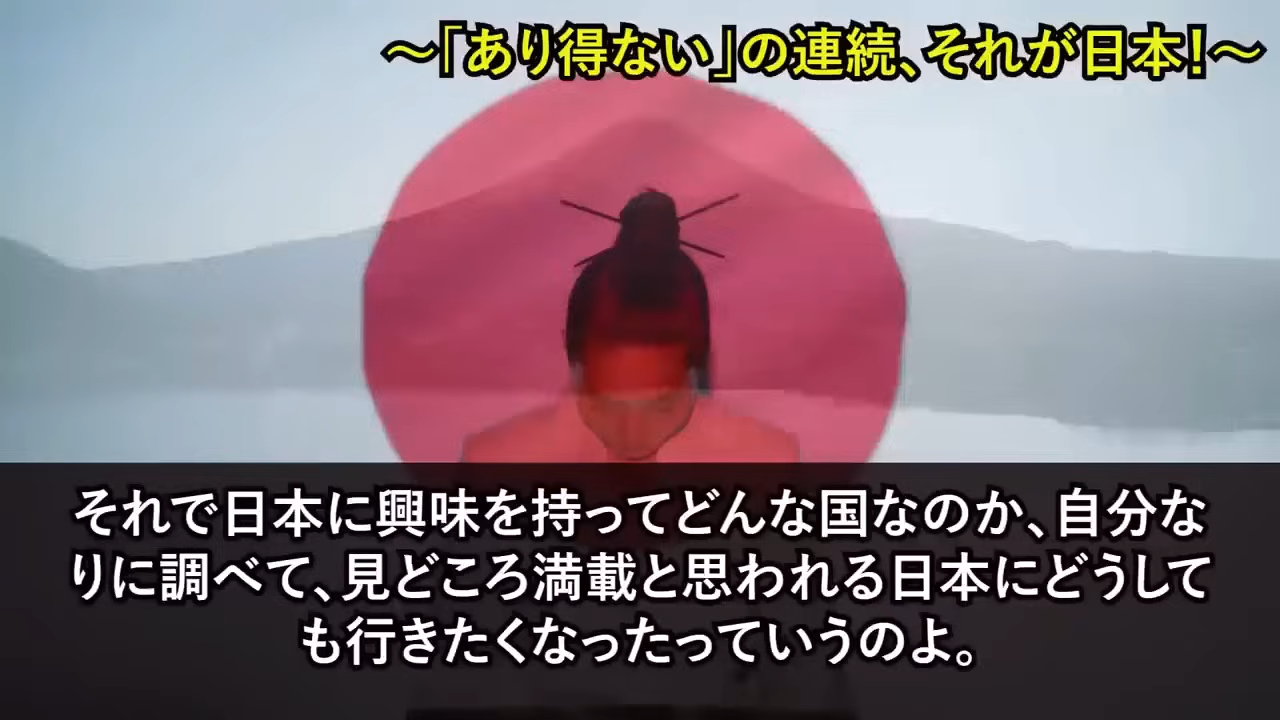 ～「あり得ない」の連続、それが日本！～
それで日本に興味を持ってどんな国なのか、自分な
りに調べて、見どころ満載と思われる日本にどうして
も行きたくなったっていうのよ。